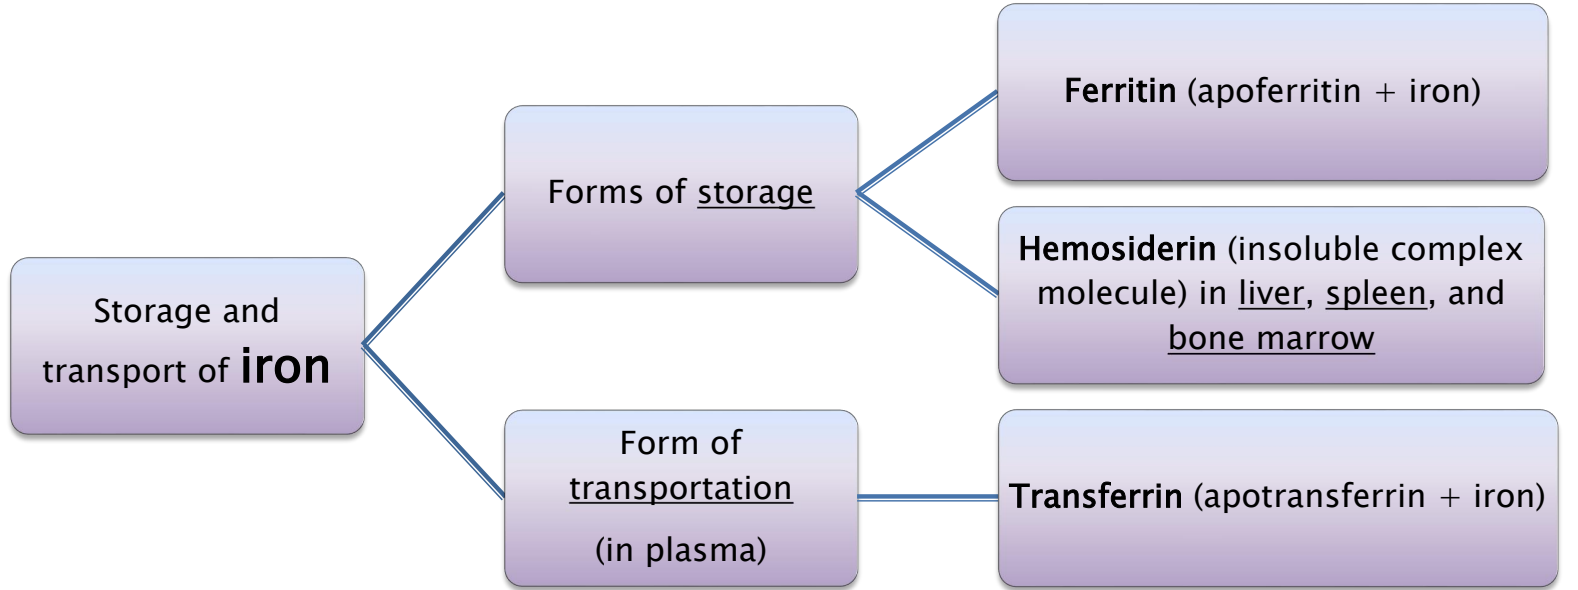 Storage and
transport of iron
Forms of storage
Ferritin (apoferritin + iron)
Hemosiderin (insoluble complex
molecule) in liver, spleen, and
bone marrow
Form of
transportation
(in plasma)
Transferrin (apotransferrin + iron)